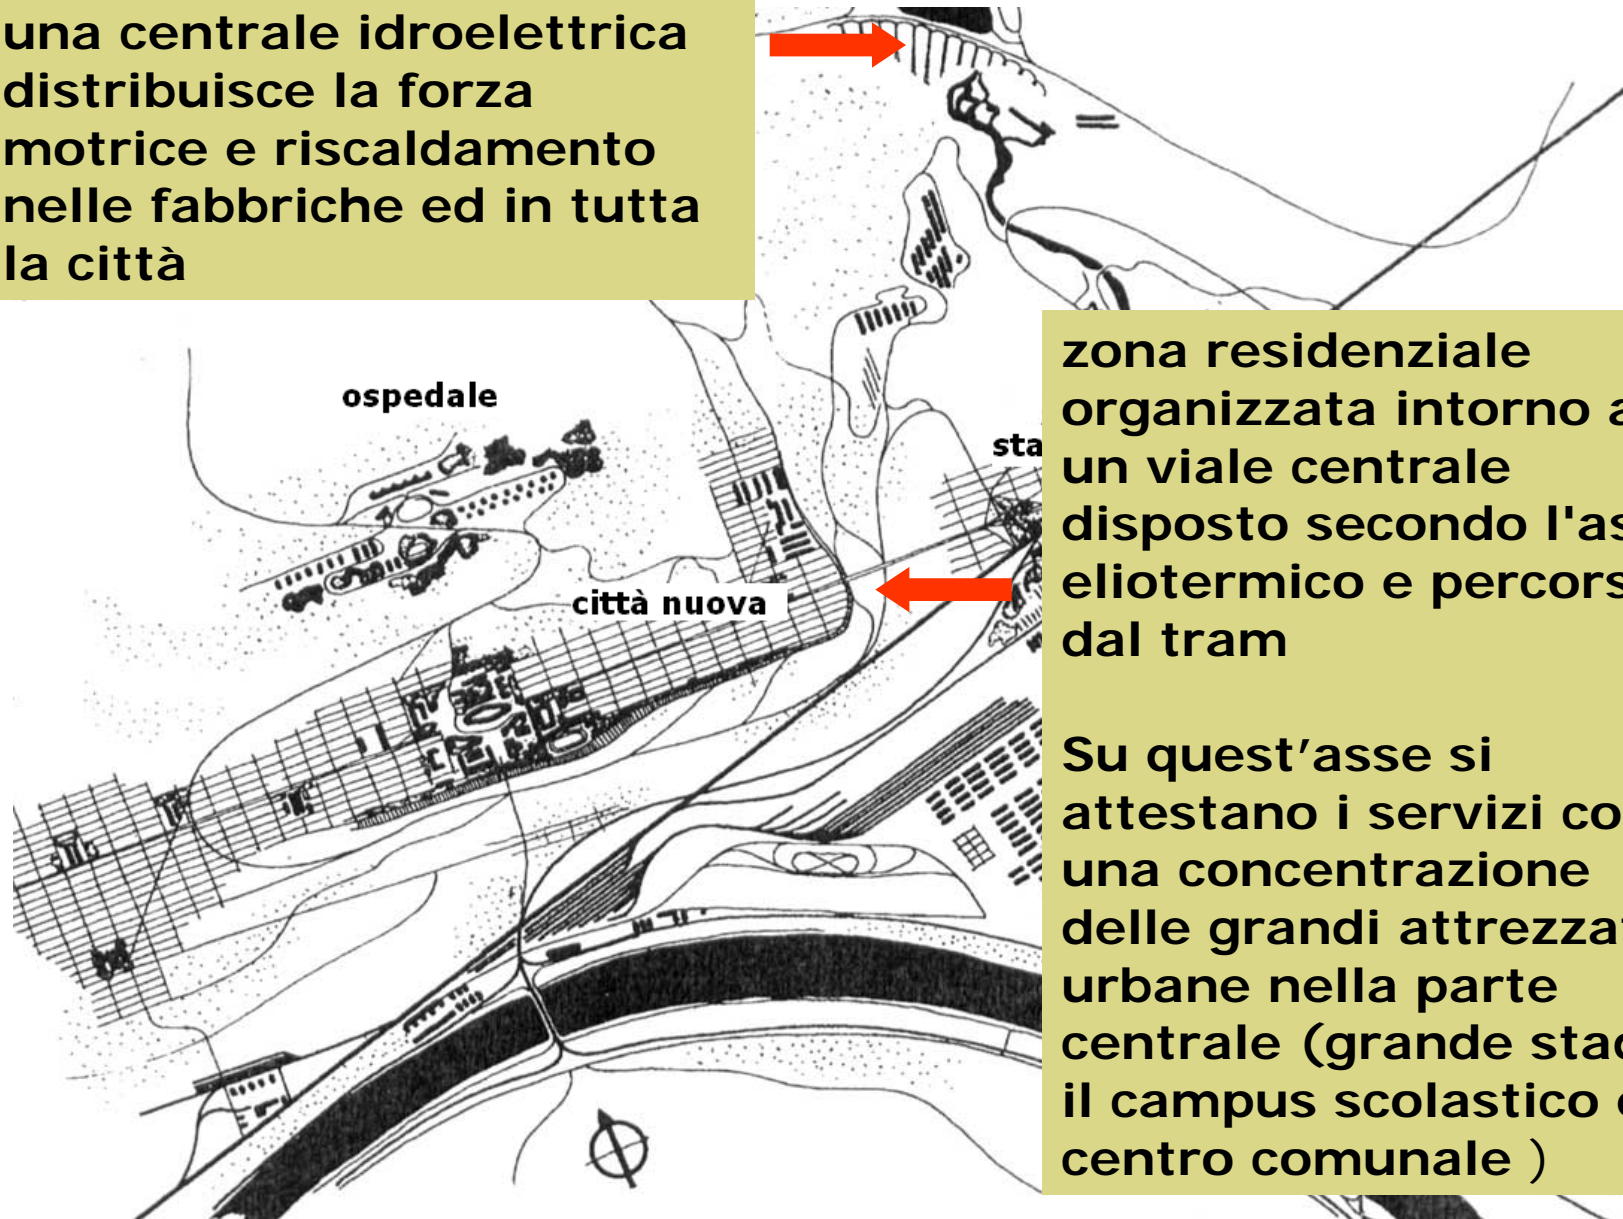 una centrale idroelettrica
distribuisce la forza
motrice e riscaldamento
nelle fabbriche ed in tutta
la città
ospedale
sta
città nuova
zona residenziale
organizzata intorno a
un viale centrale
disposto secondo l'as
eliotermico e percors
dal tram
Su quest’asse si
attestano i servizi co
una concentrazione
delle grandi attrezza
urbane nella parte
centrale (grande stad
il campus scolastico
centro comunale )